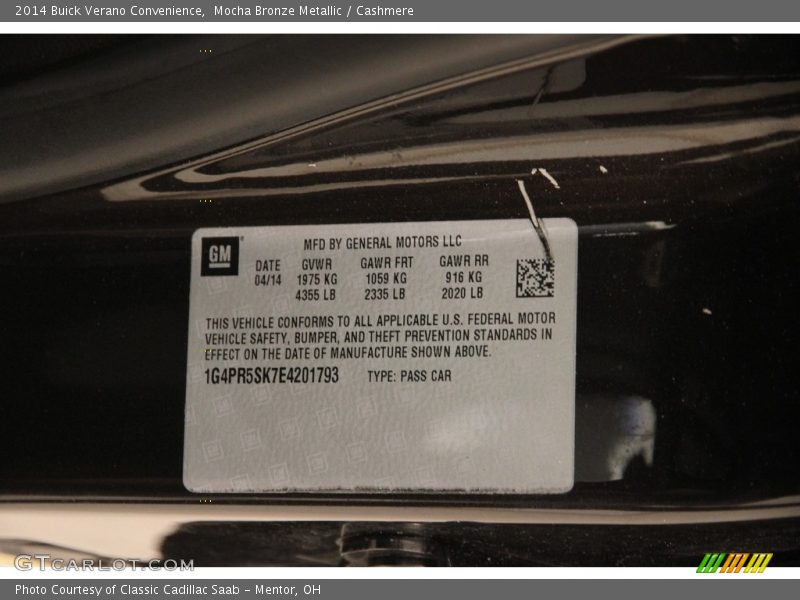 2014 Buick Verano Convenience,  Mocha Bronze Metallic / Cashmere
GM
MFD BY GENERAL MOTORS LLC
DATE GVWR GAWR FRT GAWR RR
04/14 1975 KG 1059 KG 916 KG
4355 LB 2335 LB 2020 LB
THIS VEHICLE CONFORMS TO ALL APPLICABLE U.S. FEDERAL MOTOR
VEHICLE SAFETY, BUMPER, AND THEFT PREVENTION STANDARDS IN
EFFECT ON THE DATE OF MANUFACTURE SHOWN ABOVE.
1G4PR5SK7E4201793 TYPE: PASS CAR
GTCARLOT.COM
Photo Courtesy of Classic Cadillac Saab - Mentor, OH